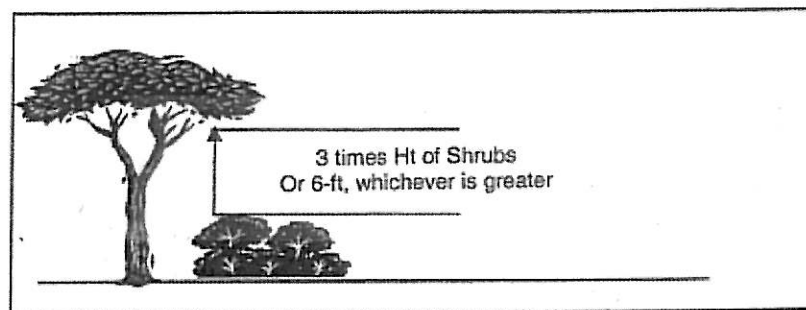 3 times Ht of Shrubs
Or 6-ft, whichever is greater